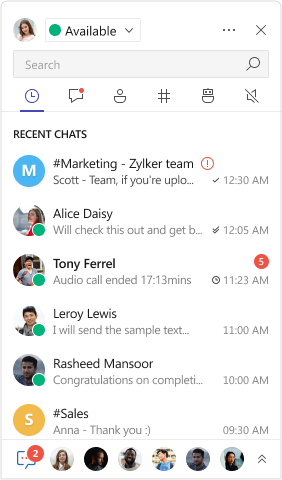 Available
Search
RECENT CHATS
M
#Marketing - Zylker team
Scott - Team, if you're uplo... 12:30 AM
Alice Daisy
Will check this out and get b... 12:05 AM
Tony Ferrel 5
Audio call ended 17:13mins 11:23 AM
Leroy Lewis
I will send the sample text... 11:00 AM
Rasheed Mansoor
Congratulations on completi... 10:00 AM
S
#Sales
Anna - Thank you :) 09:30 AM
2